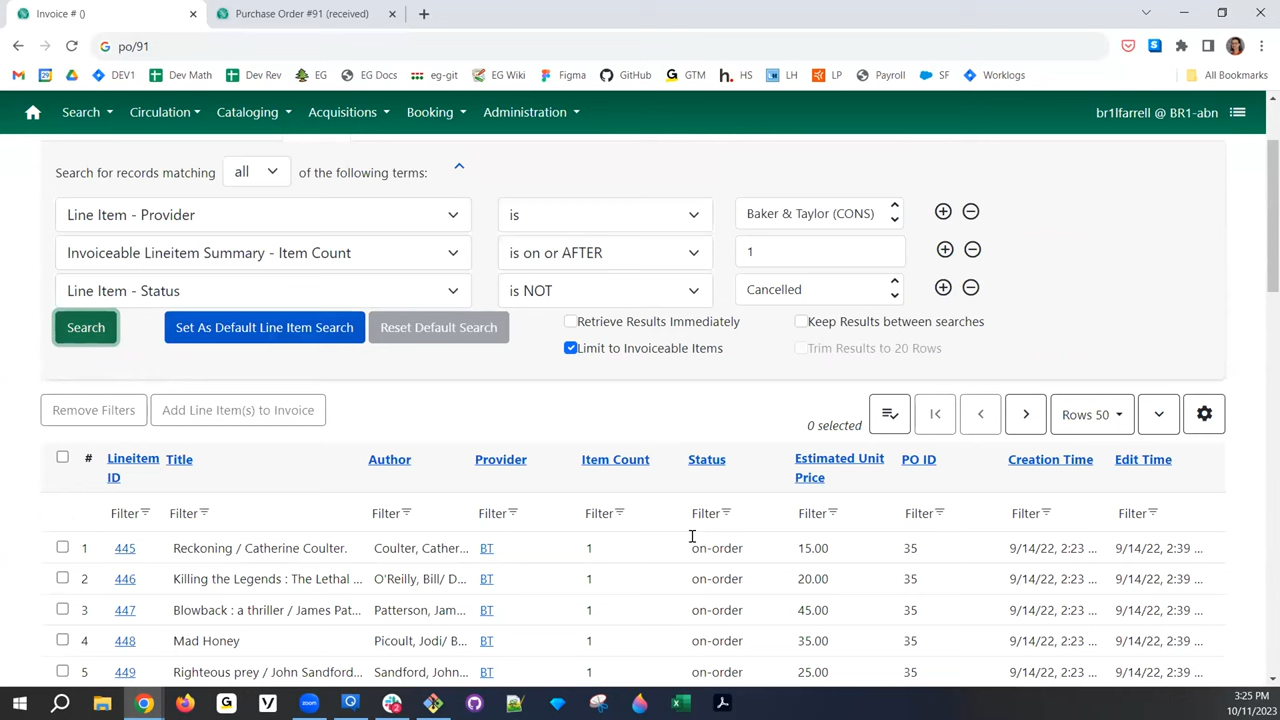 Invoice # ()
Purchase Order #91 (received)
po/91
DEV1
Dev Math
Dev Rev
EG
EG Docs
eg-git
EG Wiki
Figma
GitHub
GTM
HS
LH
LP
Payroll
SF
Worklogs
All Bookmarks
Search
Circulation
Cataloging
Acquisitions
Booking
Administration
br1lfarrell @ BR1-abn
Search for records matching all of the following terms:
Line Item - Provider is Baker & Taylor (CONS)
Invoiceable Lineitem Summary - Item Count is on or AFTER 1
Line Item - Status is NOT Cancelled
Search Set As Default Line Item Search Reset Default Search
Retrieve Results Immediately Keep Results between searches
Limit to Invoiceable Items Trim Results to 20 Rows
Remove Filters Add Line Item(s) to Invoice 0 selected Rows 50
# Lineitem ID Title Author Provider Item Count Status Estimated Unit Price PO ID Creation Time Edit Time
Filter Filter Filter Filter Filter Filter Filter Filter Filter Filter
1 445 Reckoning / Catherine Coulter. Coulter, Cather... BT 1 on-order 15.00 35 9/14/22, 2:23 ... 9/14/22, 2:39 ...
2 446 Killing the Legends : The Lethal ... O'Reilly, Bill/ D... BT 1 on-order 20.00 35 9/14/22, 2:23 ... 9/14/22, 2:39 ...
3 447 Blowback : a thriller / James Pat... Patterson, Jam... BT 1 on-order 45.00 35 9/14/22, 2:23 ... 9/14/22, 2:39 ...
4 448 Mad Honey Picoult, Jodi/ B... BT 1 on-order 35.00 35 9/14/22, 2:23 ... 9/14/22, 2:39 ...
5 449 Righteous prey / John Sandford... Sandford, John... BT 1 on-order 25.00 35 9/14/22, 2:23 ... 9/14/22, 2:39 ...
3:25 PM
10/11/2023